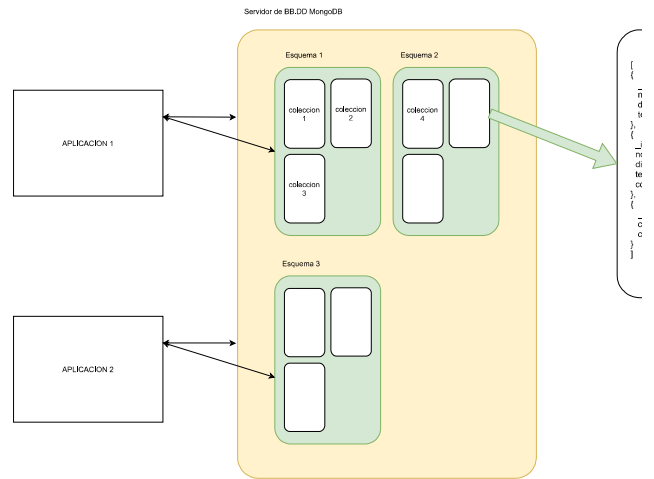 Servidor de BB.DD MongoDB
Esquema 1
Esquema 2
APLICACION 1
coleccion
1
coleccion
2
coleccion
3
coleccion
4
[
{
},
{
},
{
}
]
Esquema 3
APLICACION 2